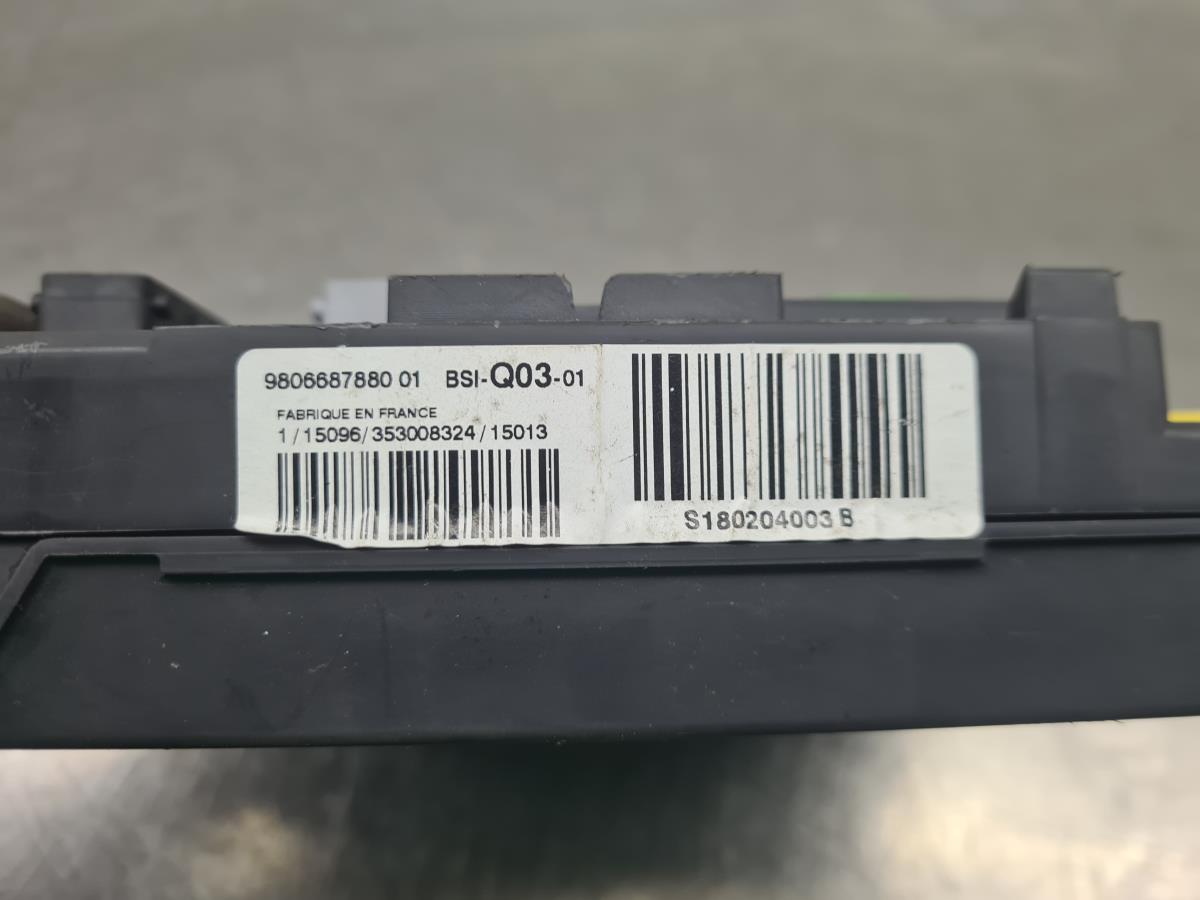 9806687880 01 BSI-Q03-01
FABRIQUE EN FRANCE
1/15096/353008324/15013
S180204003 B